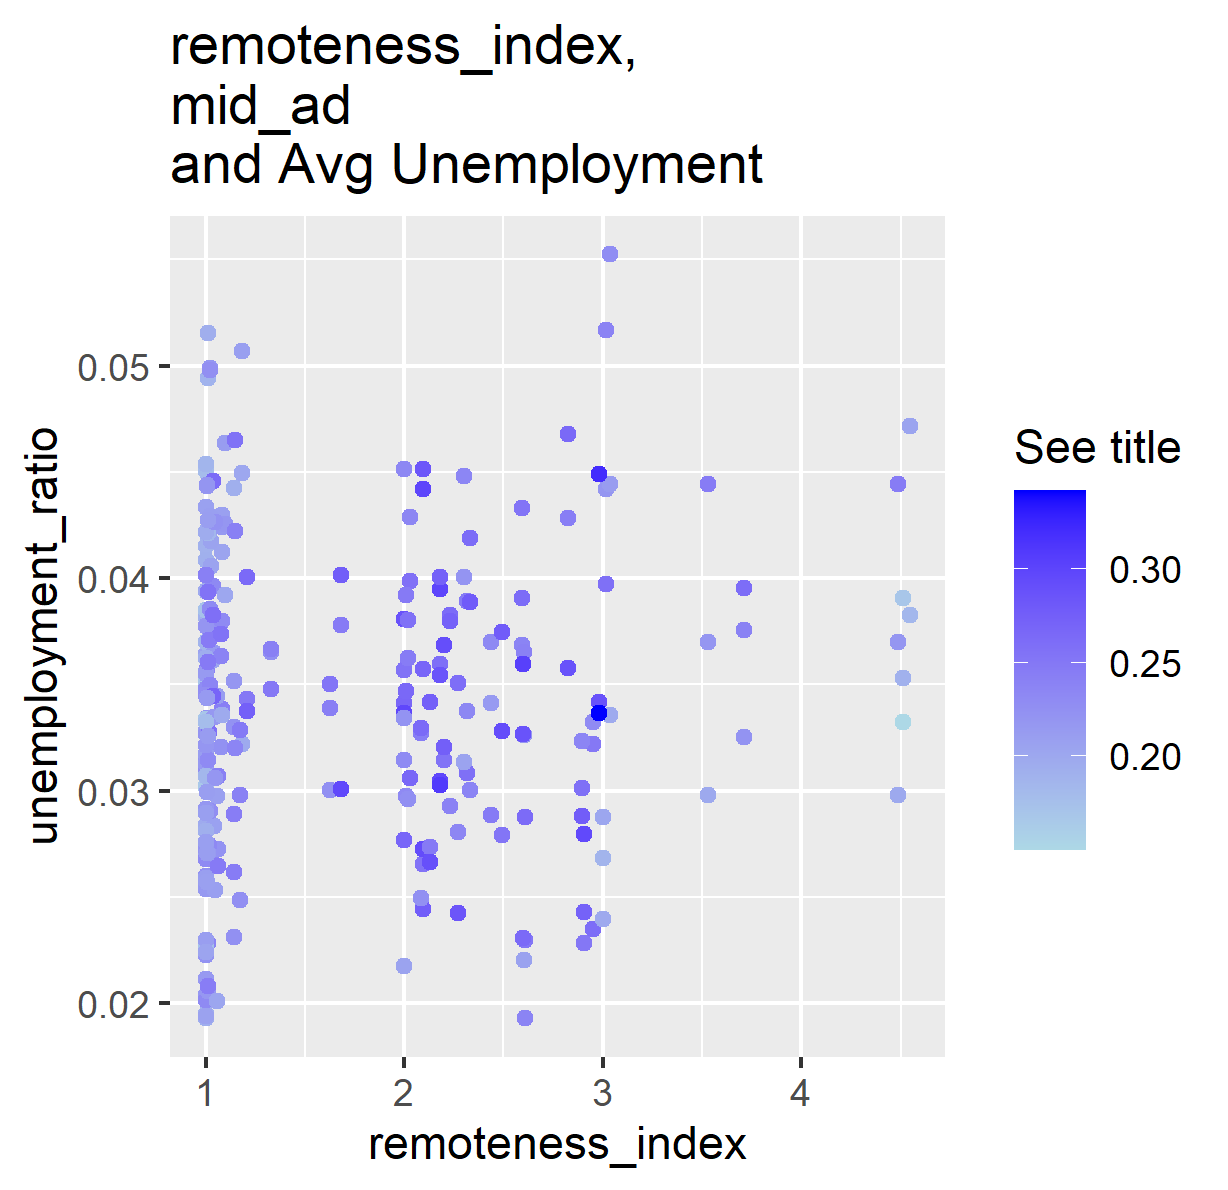 remoteness_index,
mid_ad
and Avg Unemployment
unemployment_ratio
0.05
0.04
0.03
0.02
1 2 3 4
remoteness_index
See title
0.30
0.25
0.20